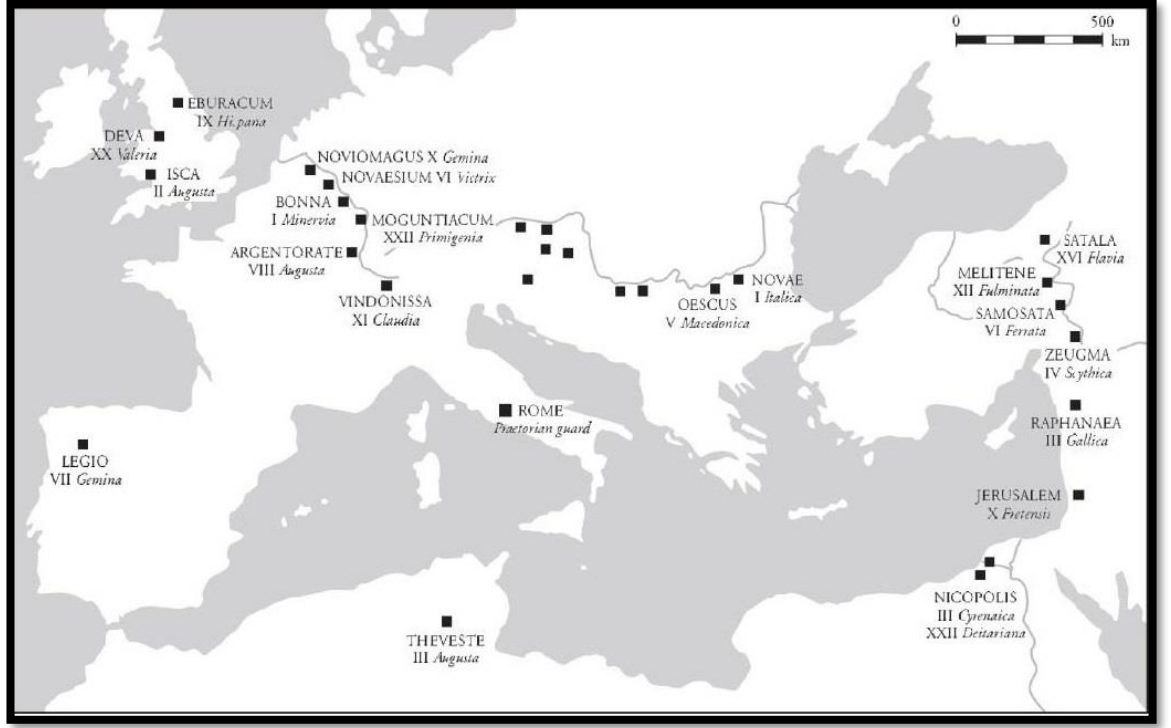 0 500
km
EBURACUM
IX Hi.pana
DEVA
XX Valeria
ISCA
II Augusta
NOVIOMAGUS X Gemina
NOVAESIUM VI Victrix
BONNA
I Minervia
MOGUNTIACUM
XXII Primigenia
ARGENTORATE
VIII Augusta
VINDONISSA
XI Claudia
NOVAE
I Italica
OESCUS
V Macedonica
SATALA
XVI Flavia
MELITENE
XII Fulminata
SAMOSATA
VI Ferrata
ZEUGMA
IV Scythica
ROME
Praetorian guard
RAPHANAEA
III Gallica
LEGIO
VII Gemina
JERUSALEM
X Fretensis
NICOPOLIS
III Cyrenaica
XXII Deitariana
THEVESTE
III Augusta